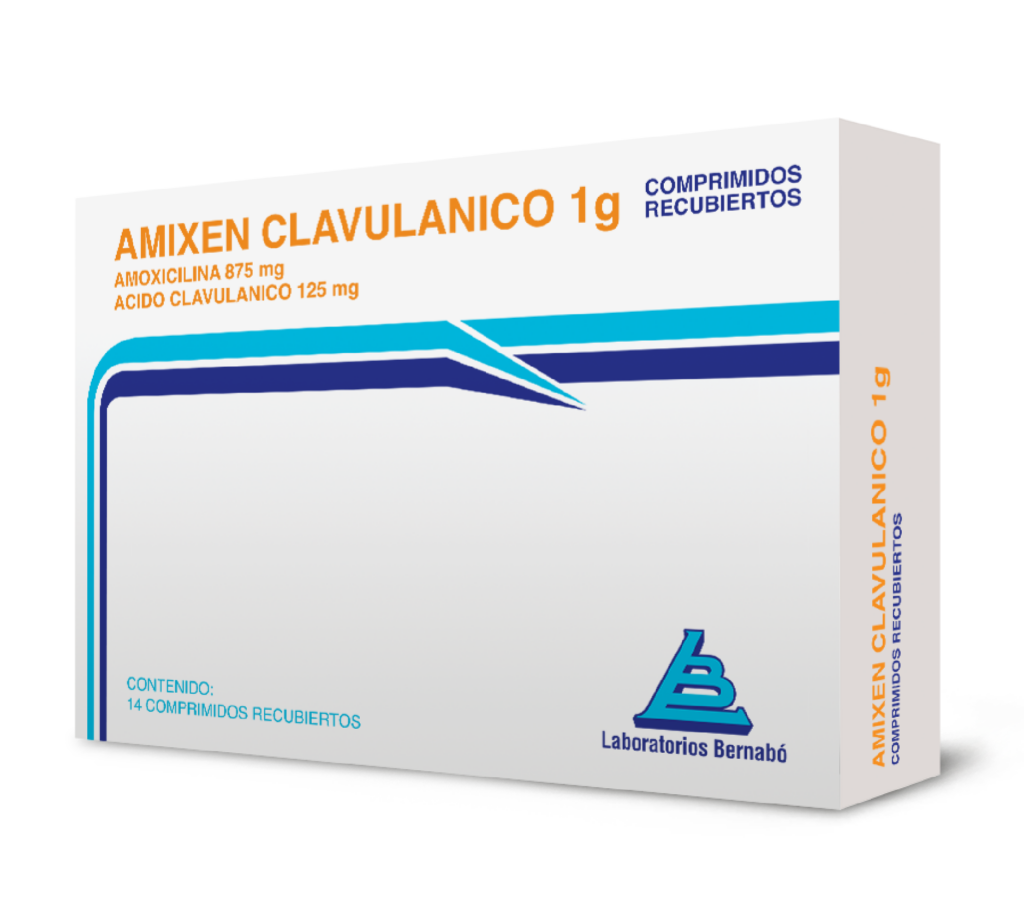 AMIXEN CLAVULANICO 1g
COMPRIMIDOS
RECUBIERTOS
AMOXICILINA 875 mg
ACIDO CLAVULANICO 125 mg
CONTENIDO:
14 COMPRIMIDOS RECUBIERTOS
LB
Laboratorios Bernabó
AMIXEN CLAVULANICO 1g
COMPRIMIDOS RECUBIERTOS